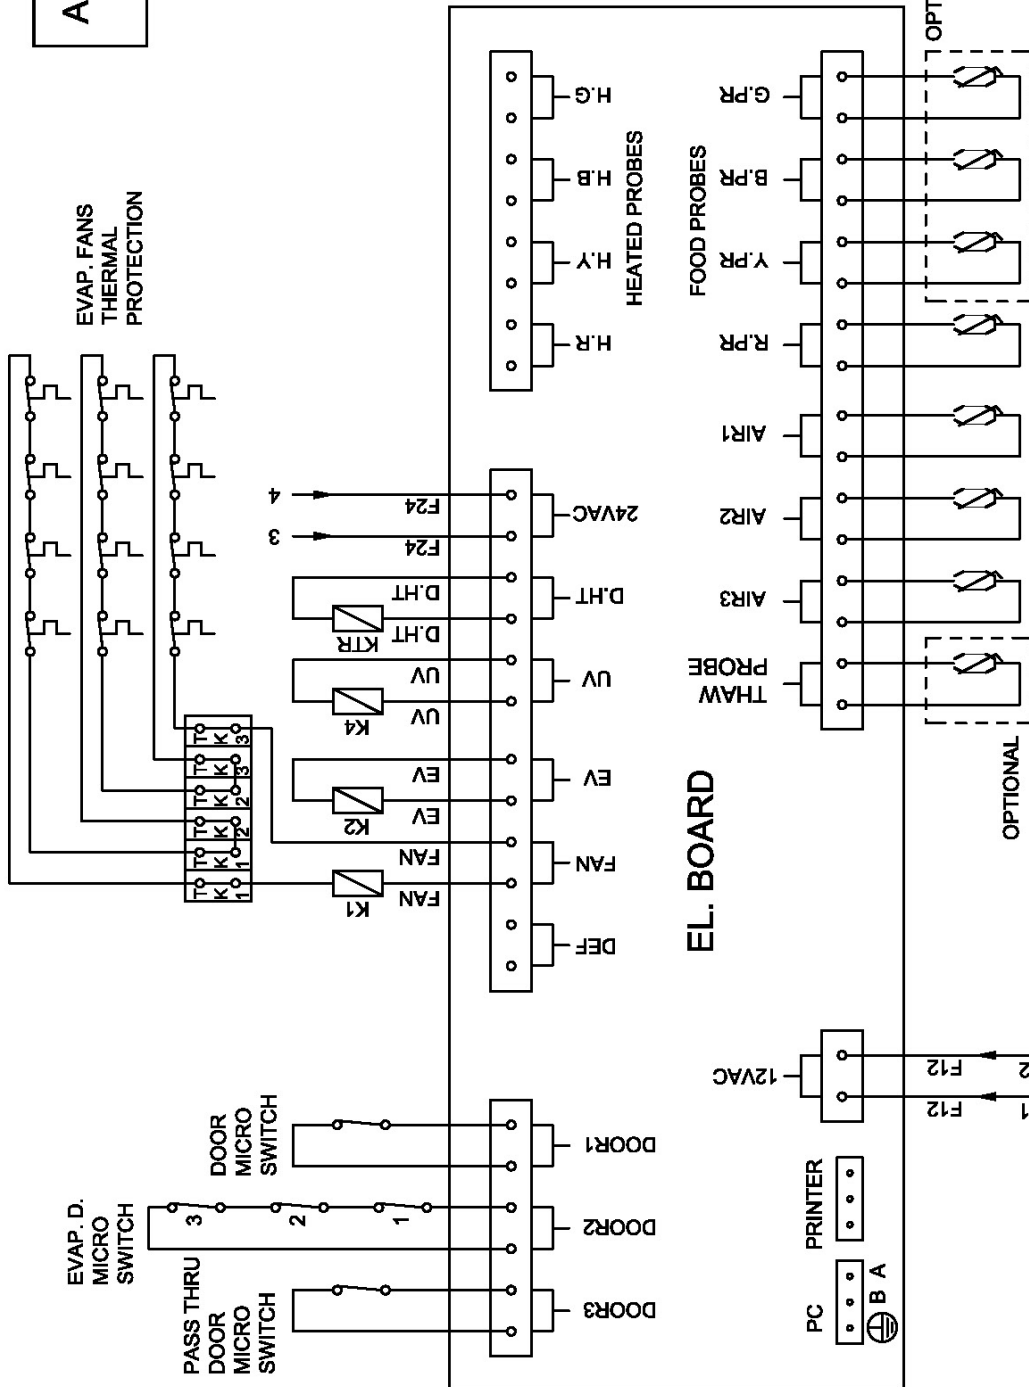 A
OPT
EVAP. FANS
THERMAL
PROTECTION
H.G
H.B
H.Y
H.R
HEATED PROBES
FOOD PROBES
G.PR
B.PR
Y.PR
R.PR
AIR1
AIR2
AIR3
THAW
PROBE
OPTIONAL
4
3
F24
F24
24VAC
D.HT
D.HT
D.HT
KTR
UV
UV
UV
K4
EV
EV
EV
K2
FAN
FAN
FAN
K1
DEF
T K 3
T K 3
T K 2
T K 2
T K 1
T K 1
EL. BOARD
12VAC
F12
F12
2
1
DOOR
MICRO
SWITCH
EVAP. D.
MICRO
SWITCH
3
2
1
PASS THRU
DOOR
MICRO
SWITCH
DOOR1
DOOR2
DOOR3
PRINTER
PC
B A